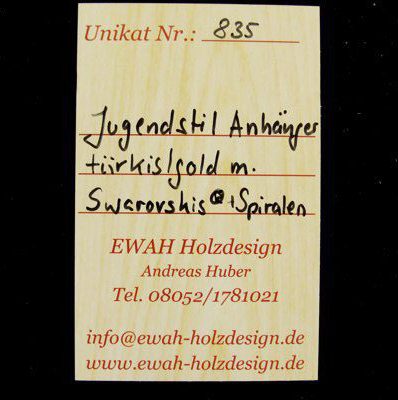 Unikat Nr.: 835
Jugendstil Anhänger
türkis/gold m.
Swarovskis® + Spiralen
EWAH Holzdesign
Andreas Huber
Tel. 08052/1781021
info@ewah-holzdesign.de
www.ewah-holzdesign.de